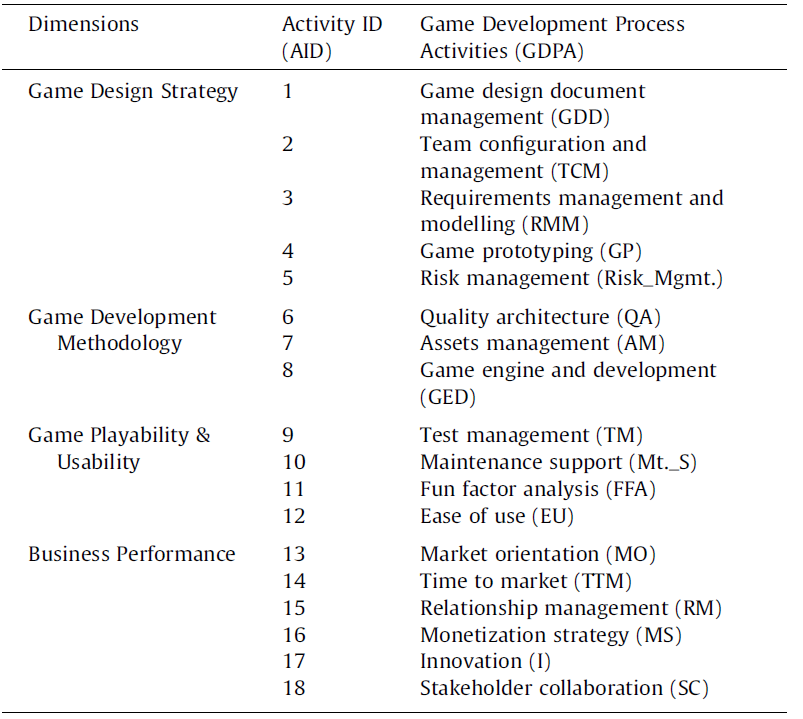 Dimensions Activity ID Game Development Process
(AID) Activities (GDPA)
Game Design Strategy 1 Game design document
management (GDD)
2 Team configuration and
management (TCM)
3 Requirements management and
modelling (RMM)
4 Game prototyping (GP)
5 Risk management (Risk_Mgmt.)
Game Development 6 Quality architecture (QA)
Methodology 7 Assets management (AM)
8 Game engine and development
(GED)
Game Playability & 9 Test management (TM)
Usability 10 Maintenance support (Mt._S)
11 Fun factor analysis (FFA)
12 Ease of use (EU)
Business Performance 13 Market orientation (MO)
14 Time to market (TTM)
15 Relationship management (RM)
16 Monetization strategy (MS)
17 Innovation (I)
18 Stakeholder collaboration (SC)